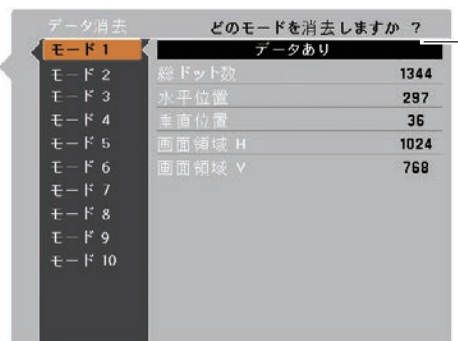 データ消去 どのモードを消去しますか ?
モード 1 データあり
モード 2 総ドット数 1344
モード 3 水平位置 297
モード 4 垂直位置 36
モード 5 画面領域 H 1024
モード 6 画面領域 V 768
モード 7
モード 8
モード 9
モード 10